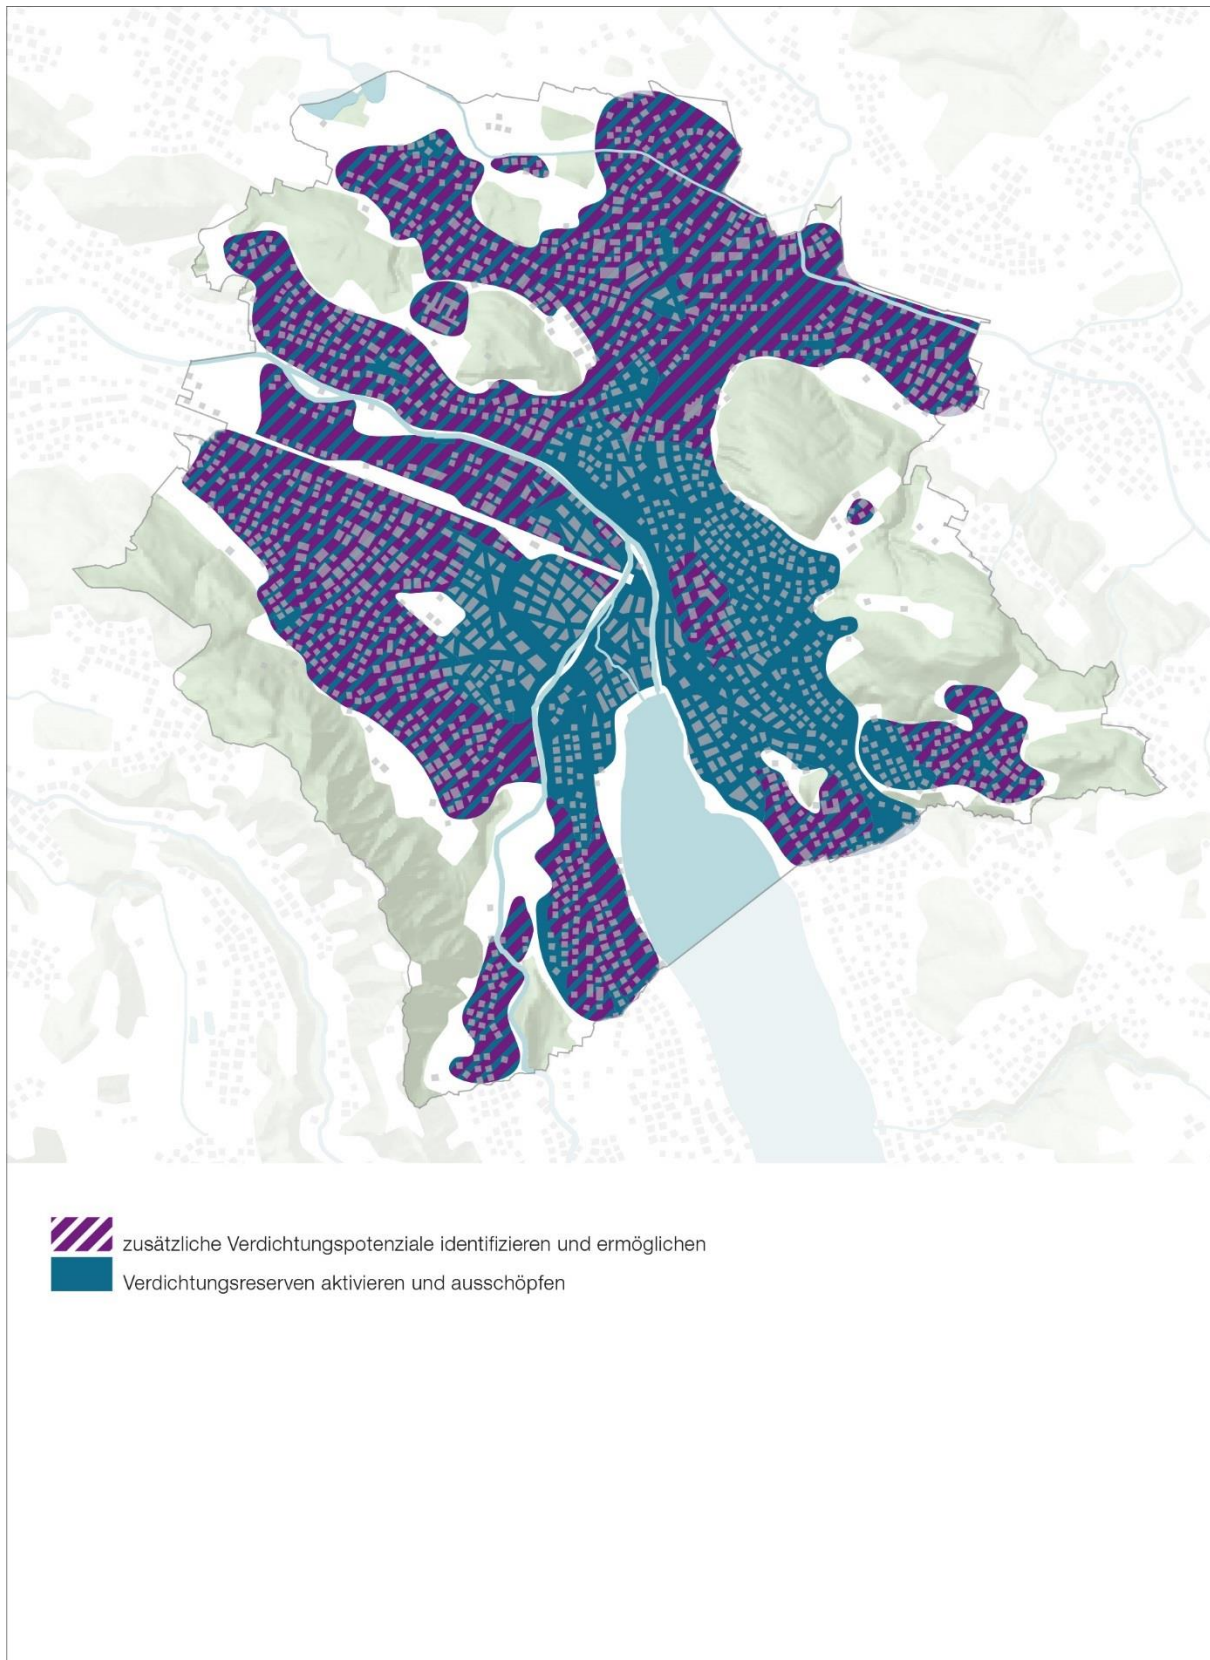 zusätzliche Verdichtungspotenziale identifizieren und ermöglichen
Verdichtungsreserven aktivieren und ausschöpfen